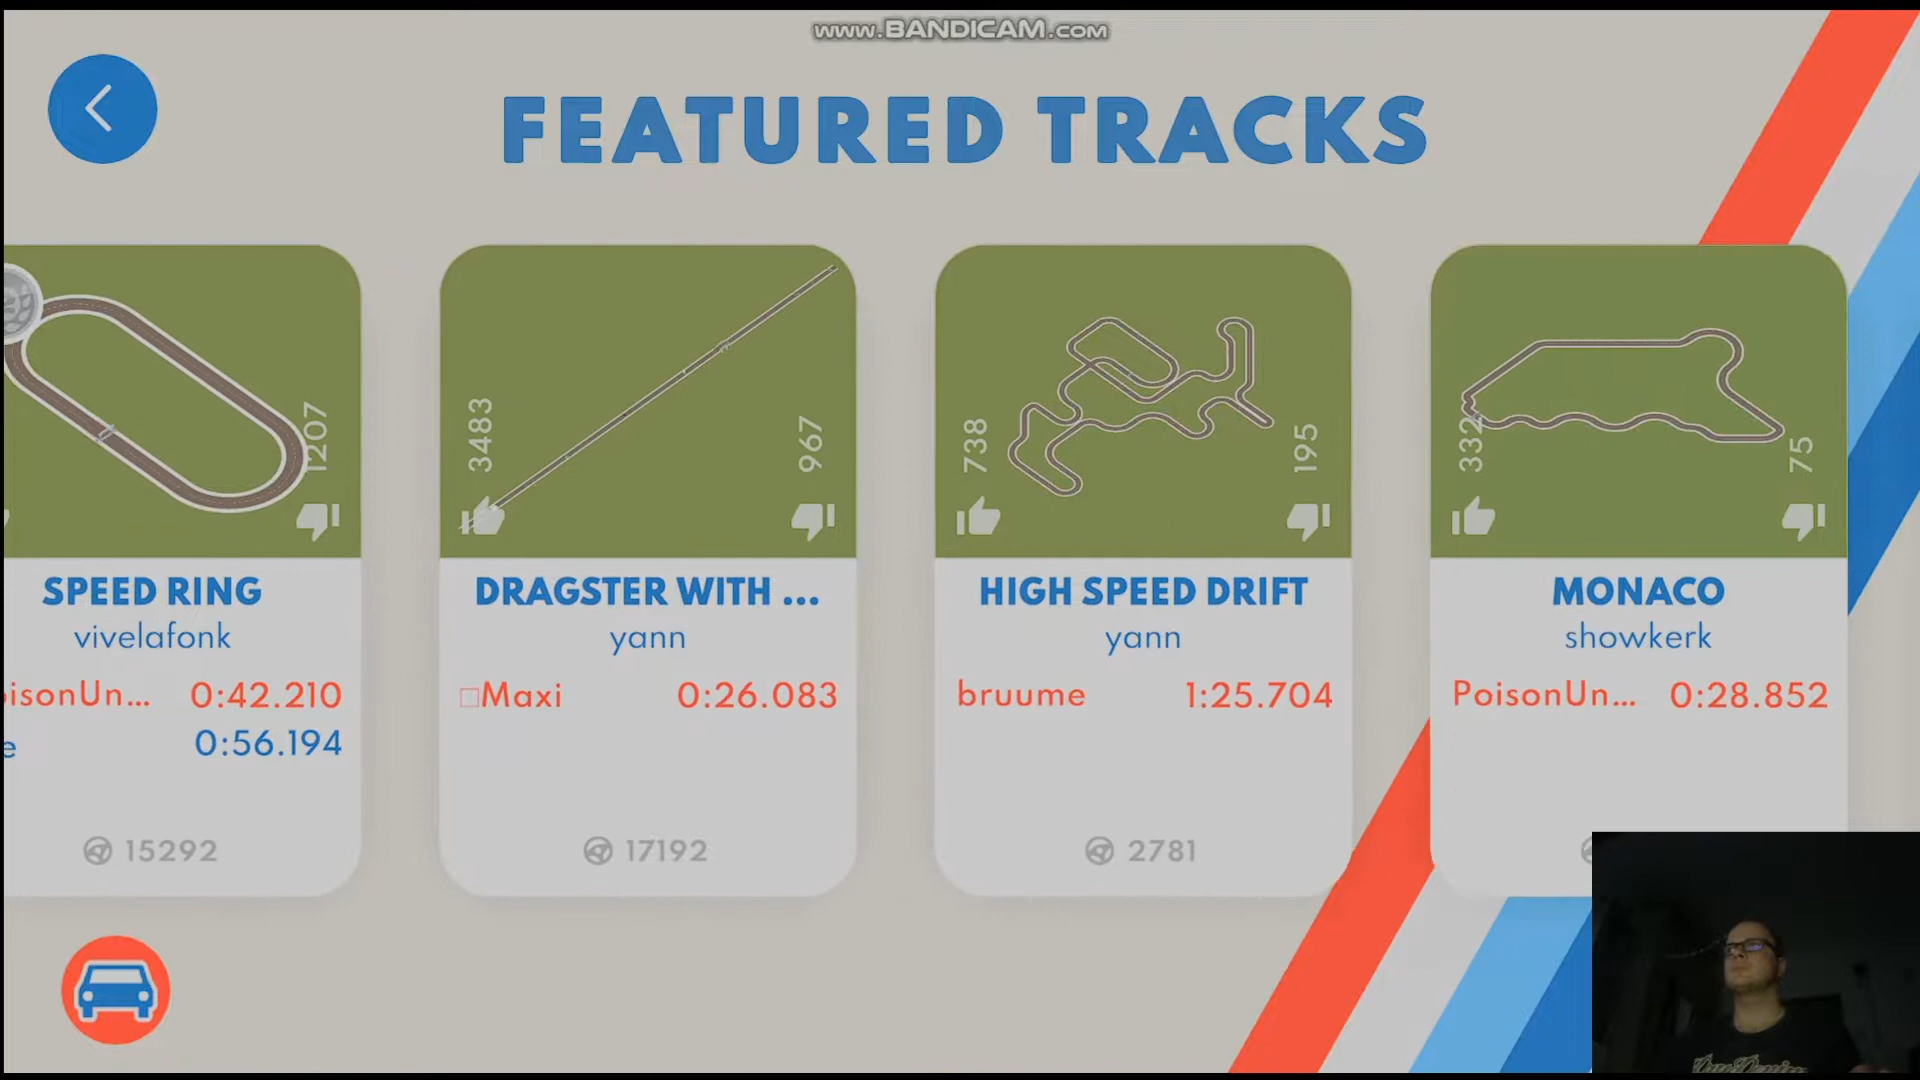 www.BANDICAM.com
FEATURED TRACKS
1207
SPEED RING
vivelafonk
isonUn... 0:42.210
e 0:56.194
15292
3483
967
DRAGSTER WITH ...
yann
□Maxi 0:26.083
17192
738
195
HIGH SPEED DRIFT
yann
bruume 1:25.704
2781
332
75
MONACO
showkerk
PoisonUn... 0:28.852